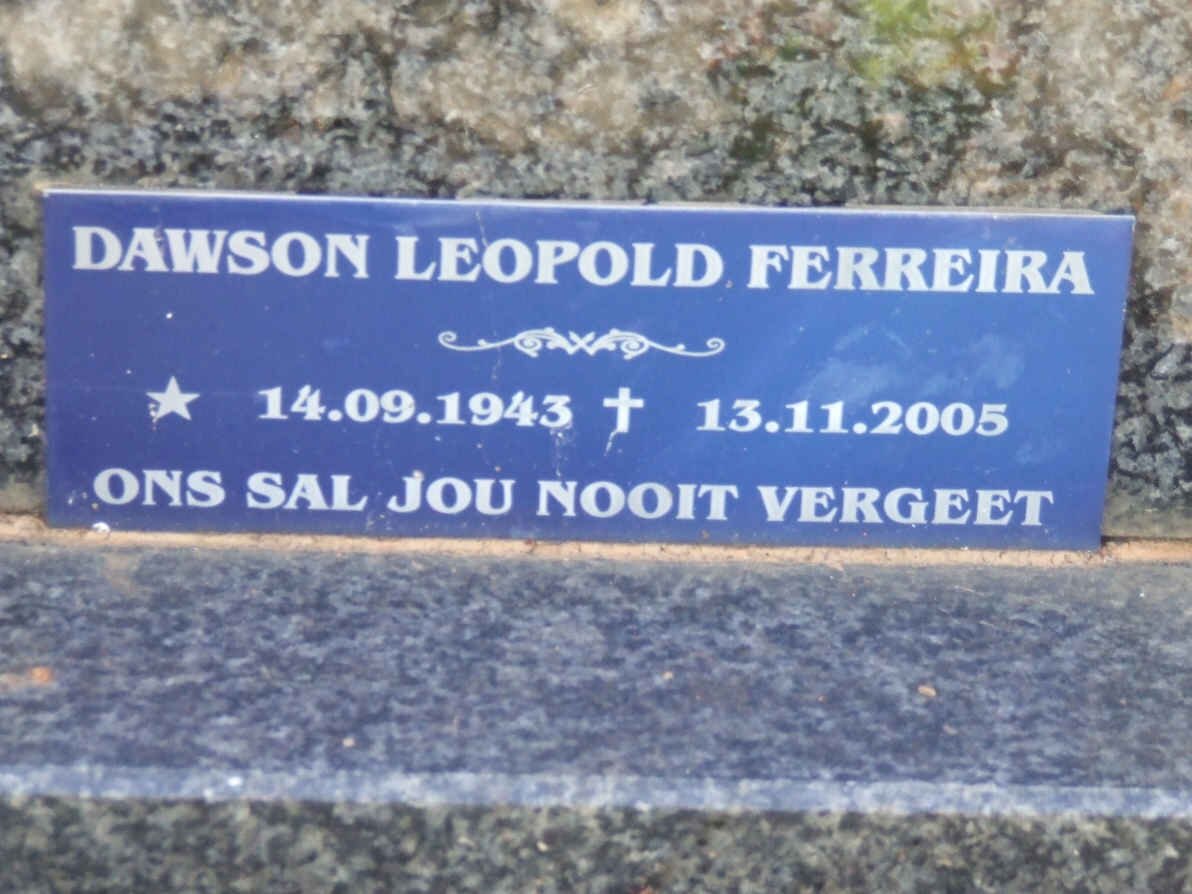 DAWSON LEOPOLD FERREIRA
★ 14.09.1943 ✝ 13.11.2005
ONS SAL JOU NOOIT VERGEET